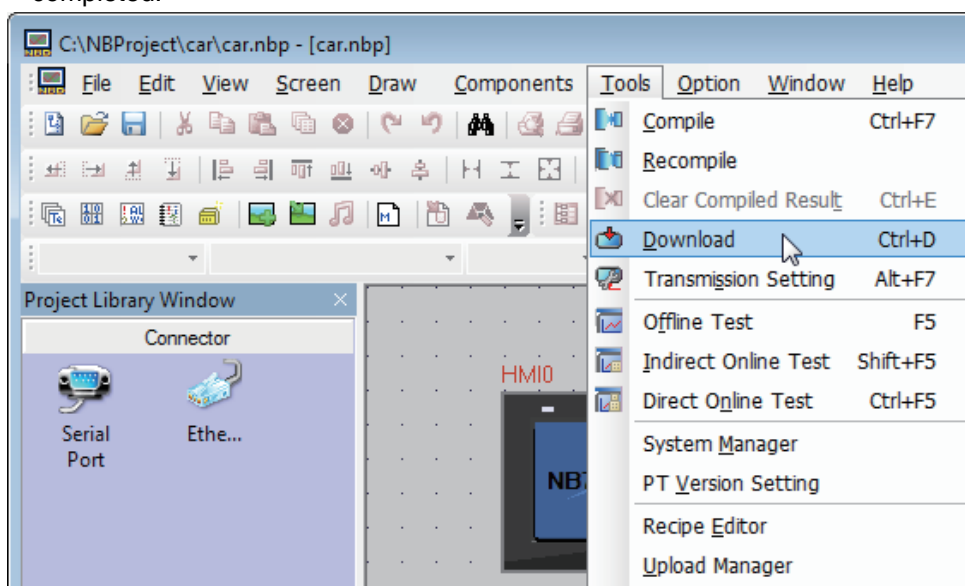 completed.
C:\NBProject\car\car.nbp - [car.nbp]
File Edit View Screen Draw Components Tools Option Window Help
Compile Ctrl+F7
Recompile
Clear Compiled Result Ctrl+E
Download Ctrl+D
Transmission Setting Alt+F7
Offline Test F5
Indirect Online Test Shift+F5
Direct Online Test Ctrl+F5
System Manager
PT Version Setting
Recipe Editor
Upload Manager
Project Library Window
Connector
Serial Port
Ethe...
HMI0